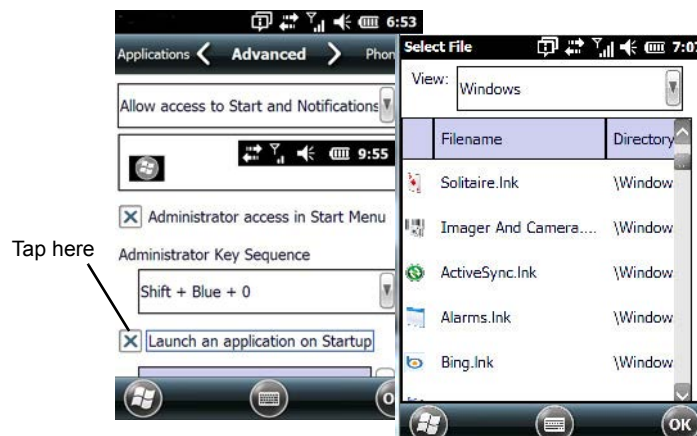 6:53
Applications Advanced Phon
Allow access to Start and Notifications
9:55
Administrator access in Start Menu
Tap here
Administrator Key Sequence
Shift + Blue + 0
Launch an application on Startup
O
Select File 7:07
View: Windows
Filename Directory
Solitaire.lnk \Window
Imager And Camera.... \Window
ActiveSync.lnk \Window
Alarms.lnk \Window
Bing.lnk \Window
OK